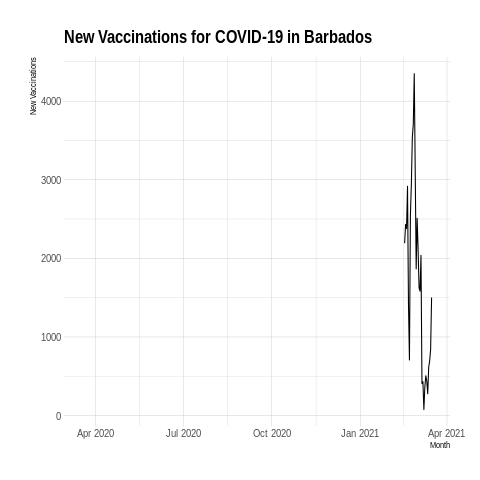 New Vaccinations for COVID-19 in Barbados
New Vaccinations
4000
3000
2000
1000
0
Apr 2020 Jul 2020 Oct 2020 Jan 2021 Apr 2021
Month